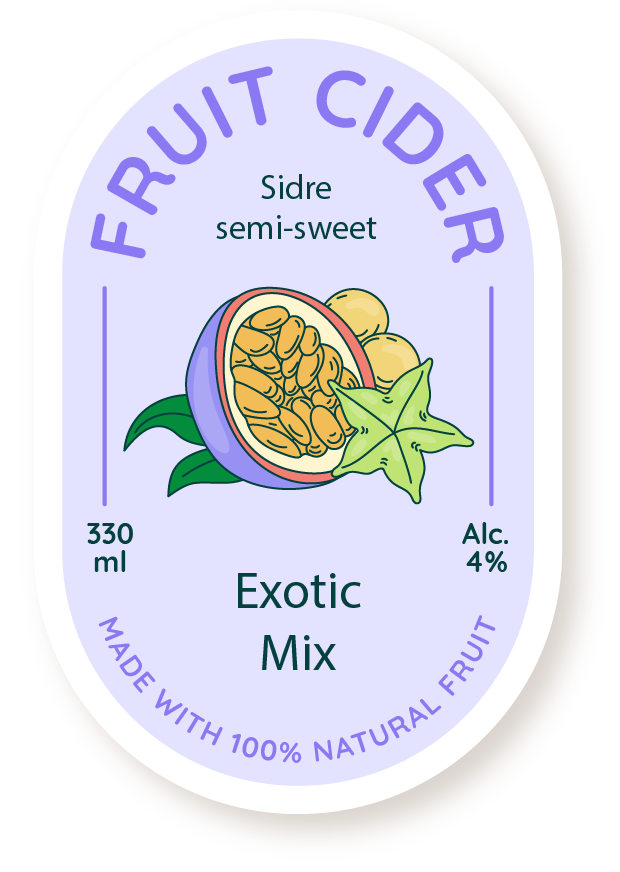 FRUIT CIDER
Sidre
semi-sweet
330
ml
Alc.
4%
Exotic
Mix
MADE WITH 100% NATURAL FRUIT